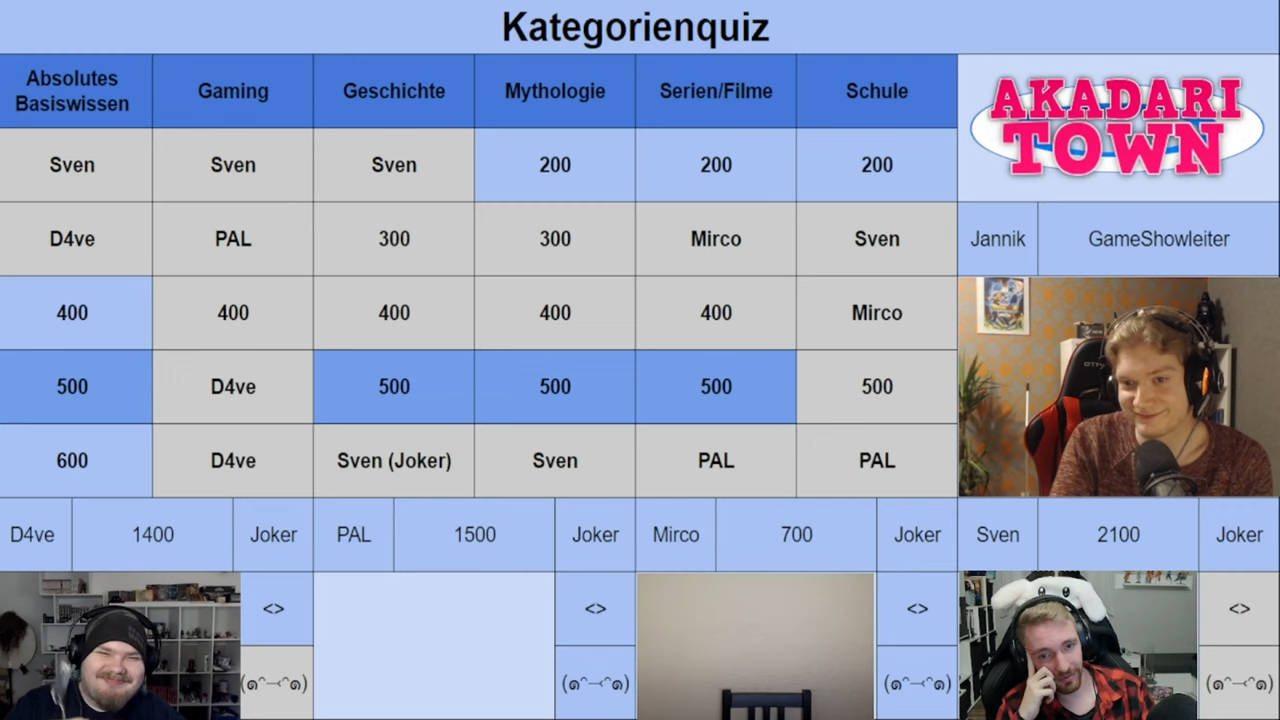 Kategorienquiz
Absolutes
Basiswissen
Gaming
Geschichte
Mythologie
Serien/Filme
Schule
AKADARI
TOWN
Sven
Sven
Sven
200
200
200
D4ve
PAL
300
300
Mirco
Sven
Jannik
GameShowleiter
400
400
400
400
400
Mirco
500
D4ve
500
500
500
500
600
D4ve
Sven (Joker)
Sven
PAL
PAL
D4ve
1400
Joker
PAL
1500
Joker
Mirco
700
Joker
Sven
2100
Joker
<>
<>
<>
<>